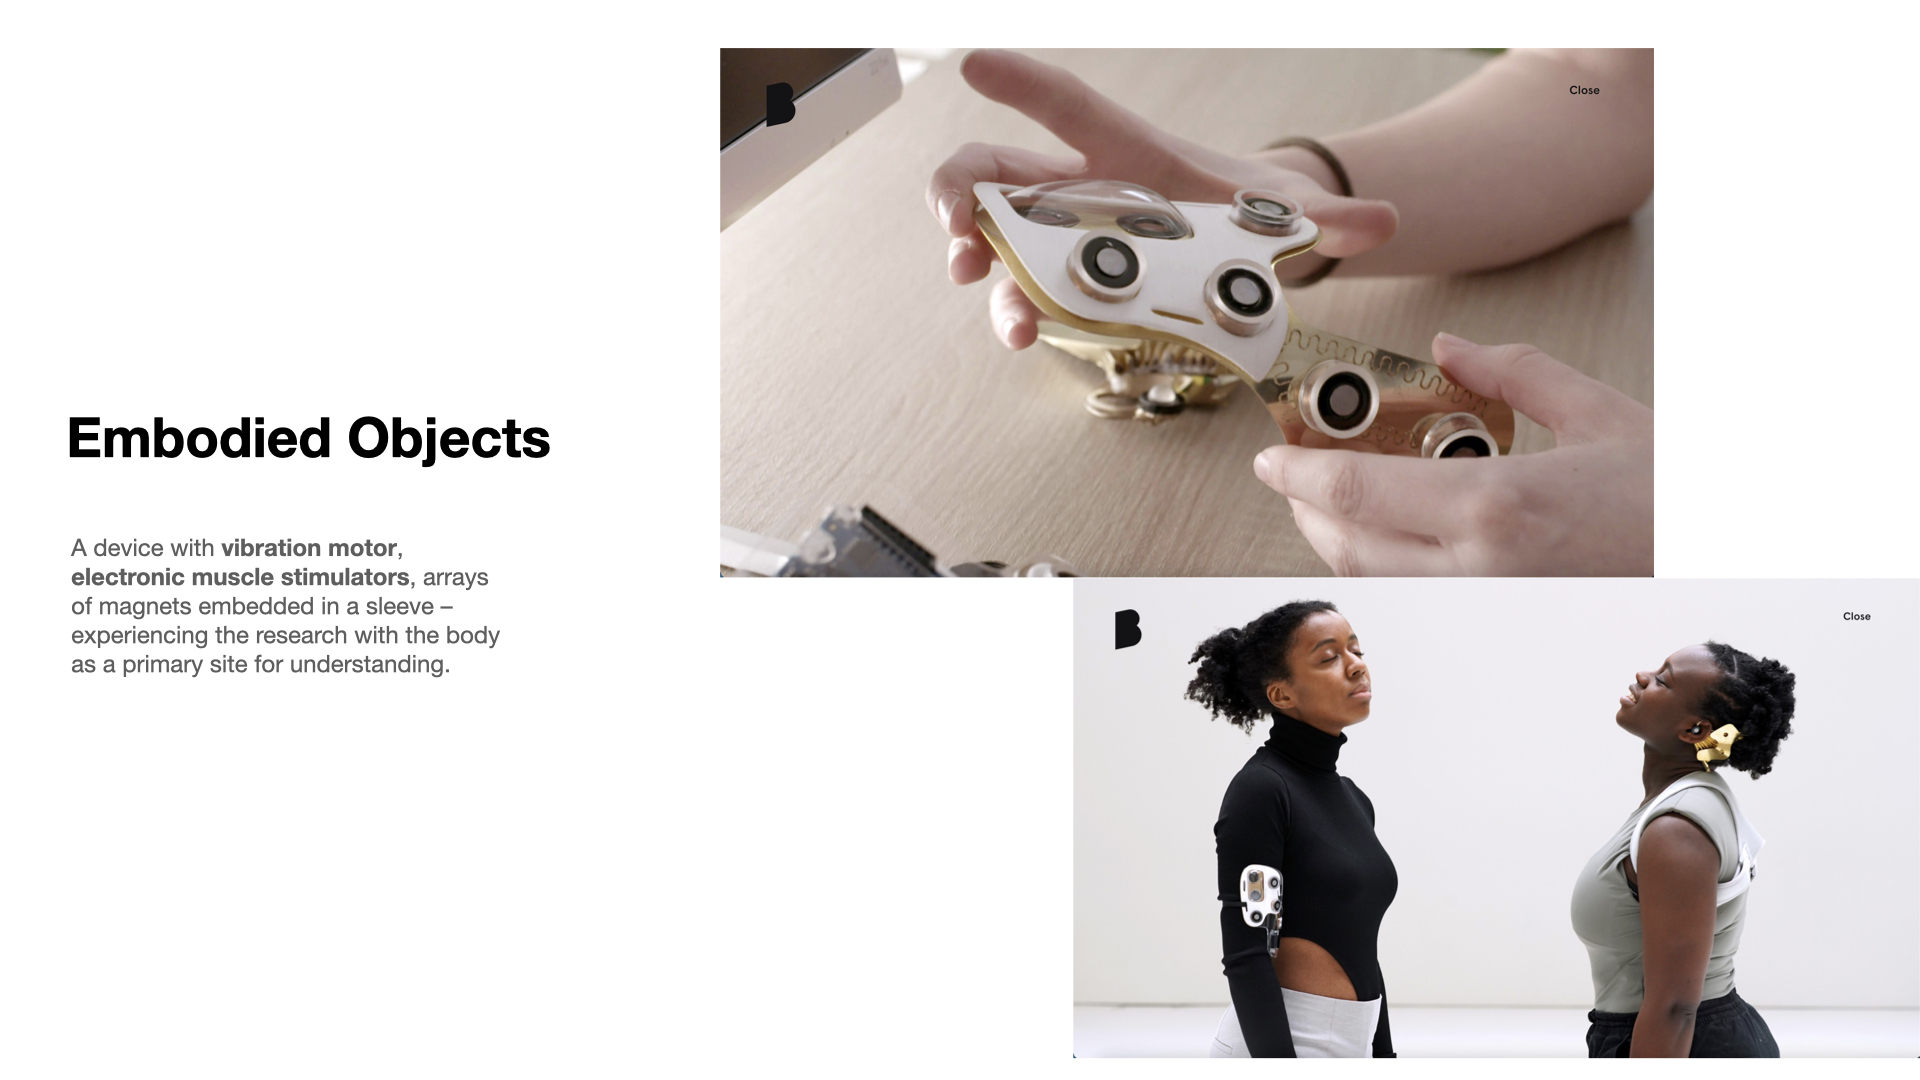 Close
Embodied Objects
A device with vibration motor,
electronic muscle stimulators, arrays
of magnets embedded in a sleeve –
experiencing the research with the body
as a primary site for understanding.
Close